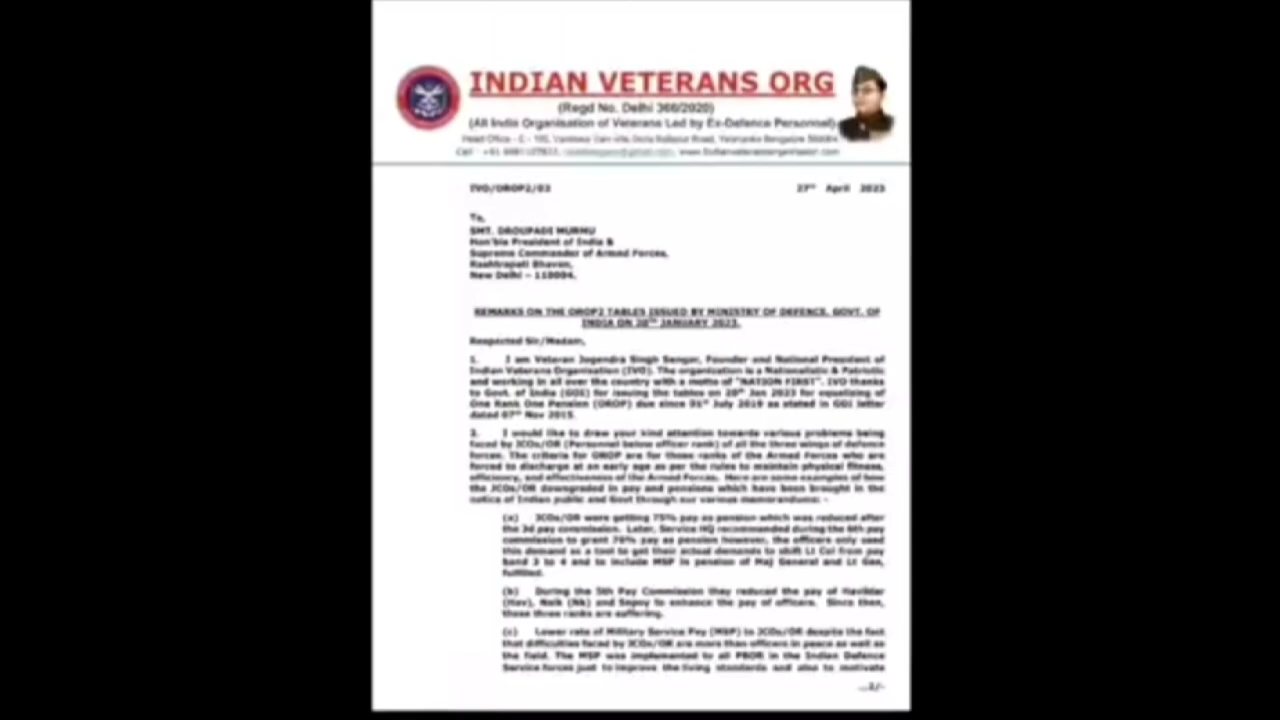 INDIAN VETERANS ORG
(Regd No. Delhi 366/2020)
(All India Organisation of Veterans Led by Ex-Defence Personnel)
Head Office - C - 100, Road, Yelahanka Bangalore
IVO/OROP2/03 27th April 2023
To,
SMT. DROUPADI MURMU
Hon'ble President of India &
Supreme Commander of Armed Forces,
Rashtrapati Bhavan,
New Delhi – 110004.
REMARKS ON THE OROP2 TABLES ISSUED BY MINISTRY OF DEFENCE, GOVT. OF
INDIA ON 20TH JANUARY 2023.
Respected Sir/Madam,
1. I am Veteran Jogendra Singh Sengar, Founder and National President of
Indian Veterans Organisation (IVO). The organization is a Nationalistic & Patriotic
and working in all over the country with a motto of "NATION FIRST". IVO thanks
to Govt. of India (GOI) for issuing the tables on 20th Jan 2023 for equalizing of
One Rank One Pension (OROP) due since 01st July 2019 as stated in GOI letter
dated 07th Nov 2015.
2. I would like to draw your kind attention towards various problems being
faced by JCOs/OR (Personnel below officer rank) of all the three wings of defence
forces. The criteria for OROP are for those ranks of the Armed Forces who are
forced to discharge at an early age as per the rules to maintain physical fitness,
efficiency, and effectiveness of the Armed Forces. Here are some examples of how
the JCOs/OR downgraded in pay and pensions which have been brought in the
notice of Indian public and Govt through our various memorandums: -
(a) JCOs/OR were getting 75% pay as pension which was reduced after
the 3d pay commission. Later, Service HQ recommended during the 6th pay
commission to grant 70% pay as pension however, the officers only used
this demand as a tool to get their actual demands to shift Lt Col from pay
band 3 to 4 and to include MSP in pension of Maj General and Lt Gen,
fulfilled.
(b) During the 5th Pay Commission they reduced the pay of Havildar
(Hav), Naik (Nk) and Sepoy to enhance the pay of officers. Since then,
these three ranks are suffering.
(c) Lower rate of Military Service Pay (MSP) to JCOs/OR despite the fact
that difficulties faced by JCOs/OR are more than officers in peace as well as
the field. The MSP was implemented to all PBOR in the Indian Defence
Service forces just to improve the living standards and also to motivate
...2/-